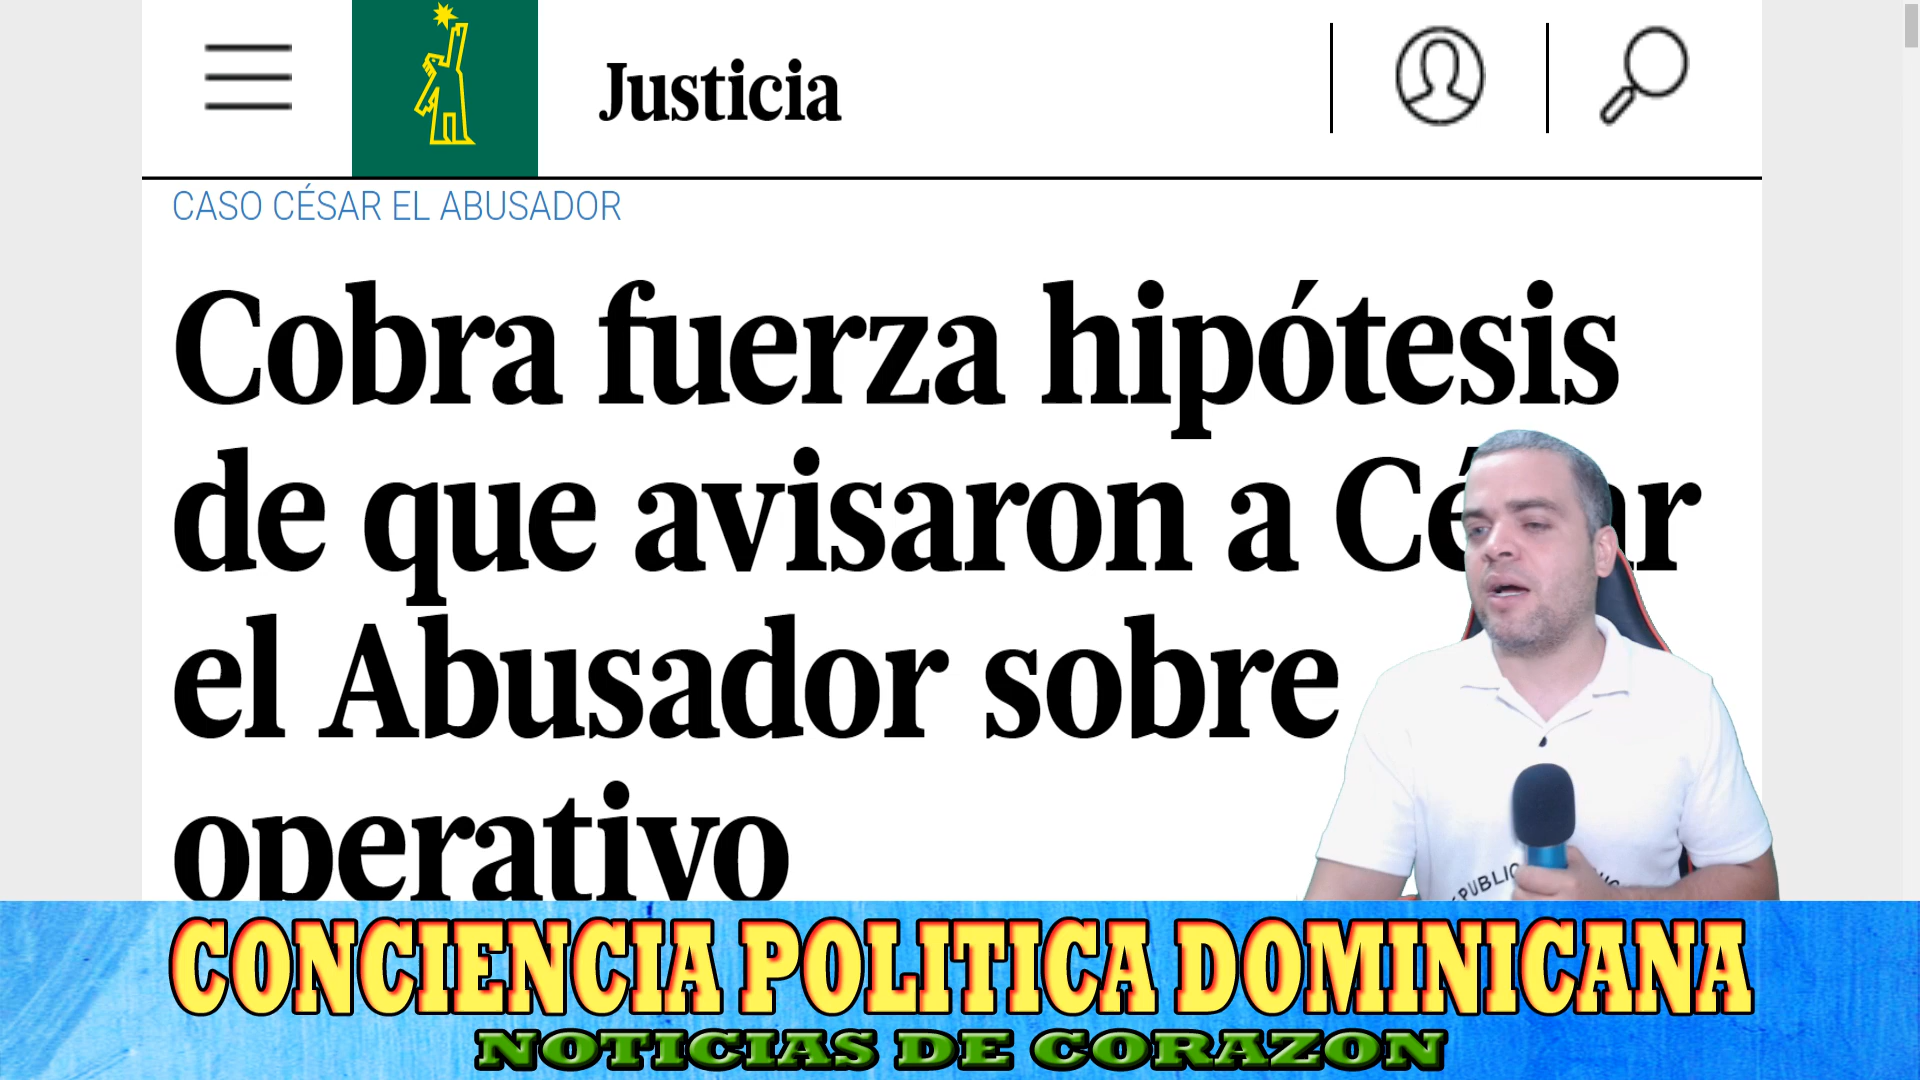 Justicia
CASO CÉSAR EL ABUSADOR
Cobra fuerza hipótesis
de que avisaron a
el Abusador sobre
operativo
CONCIENCIA POLITICA DOMINICANA
NOTICIAS DE CORAZON